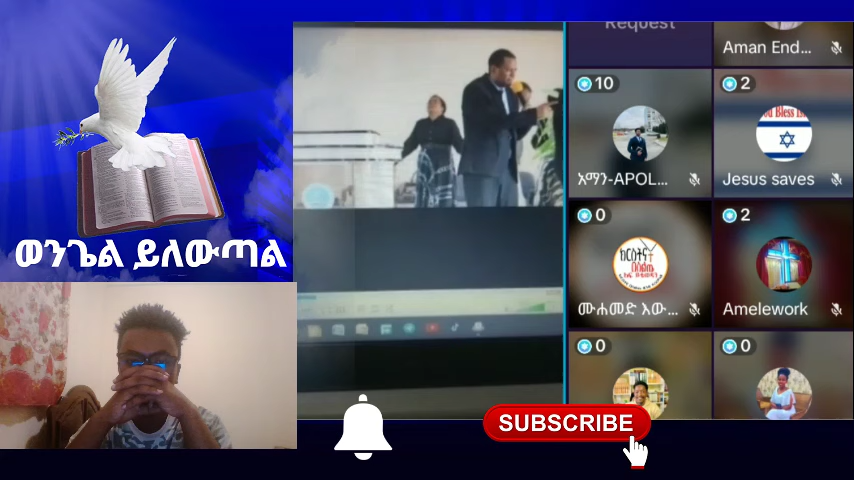 Request
Aman End...
10
2
አማን-APOL...
Jesus saves
0
2
ክርስትና
ሙሐመድ እው...
Amelework
0
0
ወንጌል ይለውጣል
SUBSCRIBE